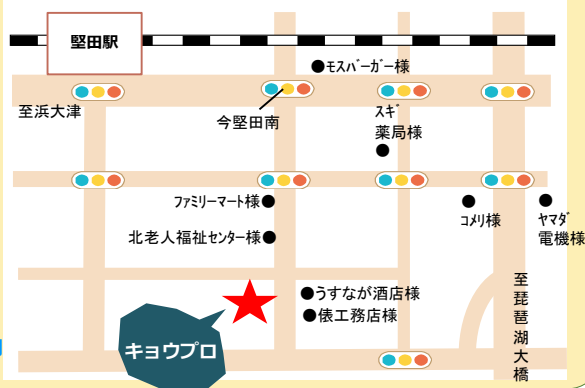 堅田駅
●モスバーガー様
至浜大津
今堅田南
スギ
薬局様
ファミリーマート様
コメリ様
ヤマダ
電機様
北老人福祉センター様
●うすなが酒店様
●俵工務店様
至琵琶湖大橋
キョウプロ